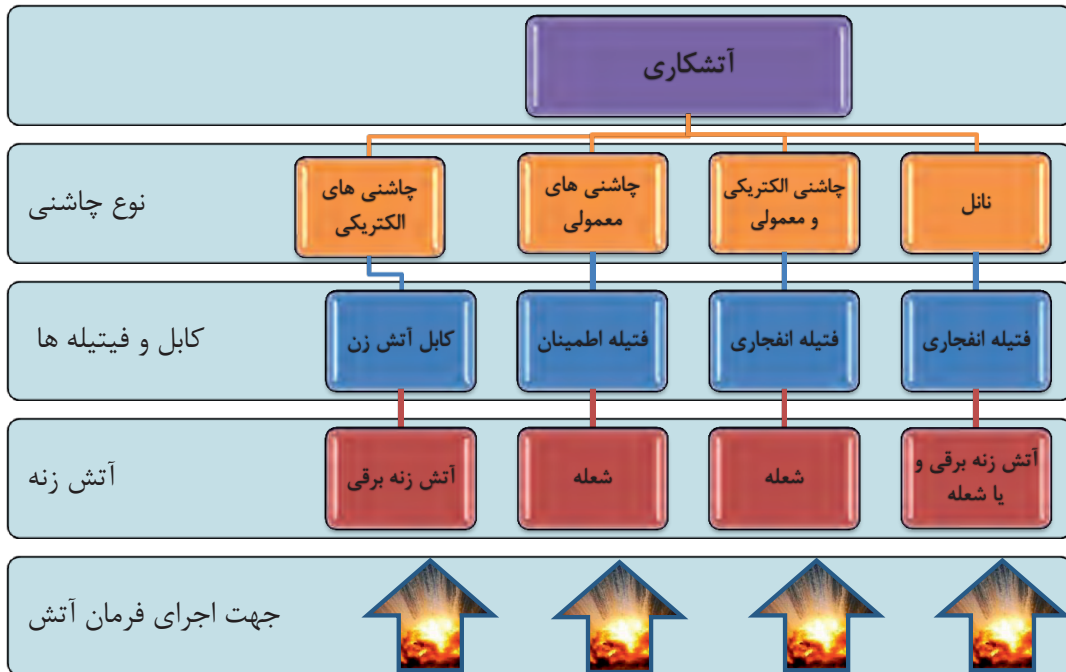 آتشکاری
نوع چاشنی
نانل
چاشنی الکتریکی
و معمولی
چاشنی های
معمولی
چاشنی های
الکتریکی
کابل و فیتیله ها
فتیله انفجاری
فتیله انفجاری
فتیله اطمینان
کابل آتش زن
آتش زنه
آتش زنه برقی و
یا شعله
شعله
شعله
آتش زنه برقی
جهت اجرای فرمان آتش